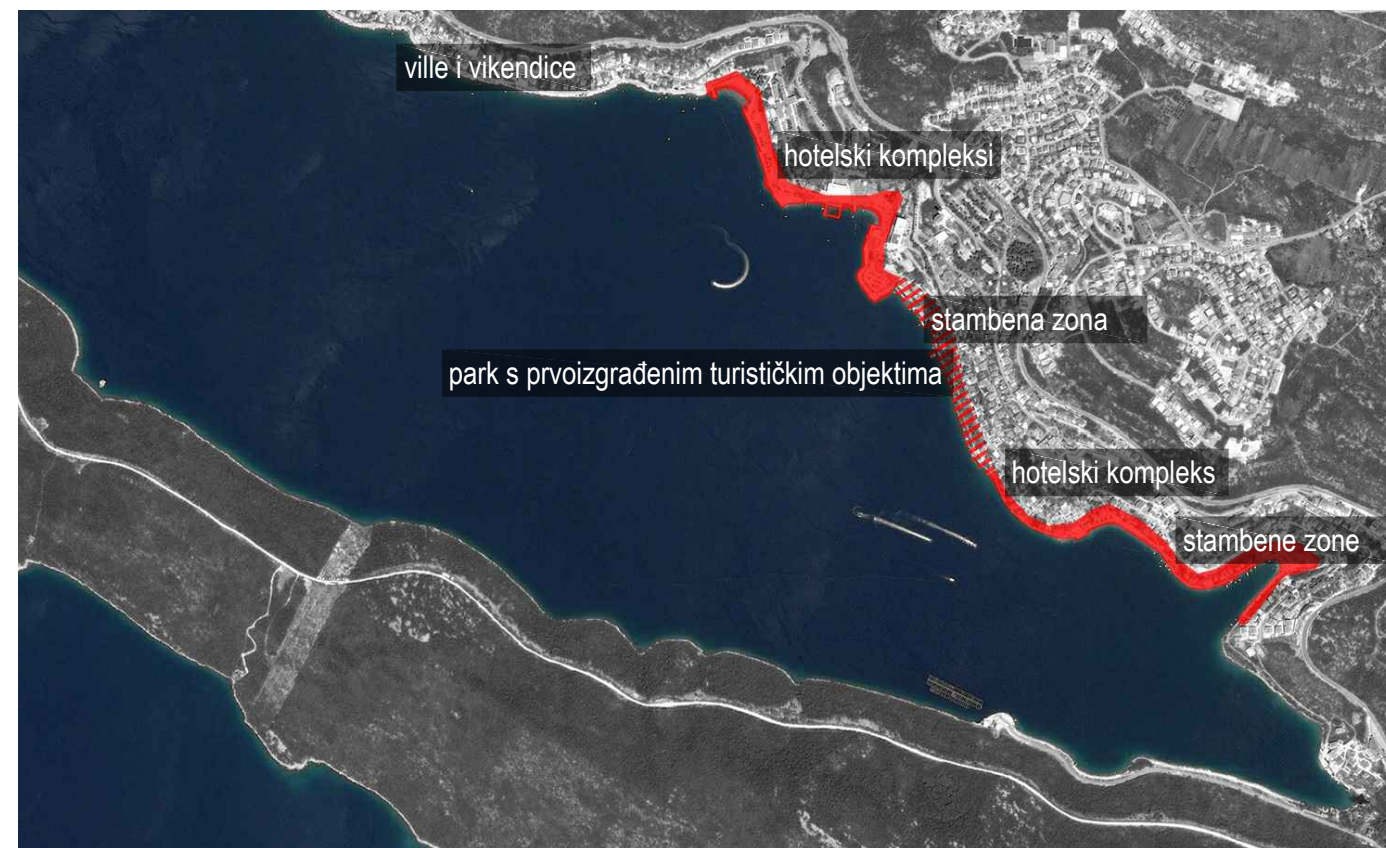 ville i vikendice
hotelski kompleksi
stambena zona
park s prvoizgrađenim turističkim objektima
hotelski kompleks
stambene zone